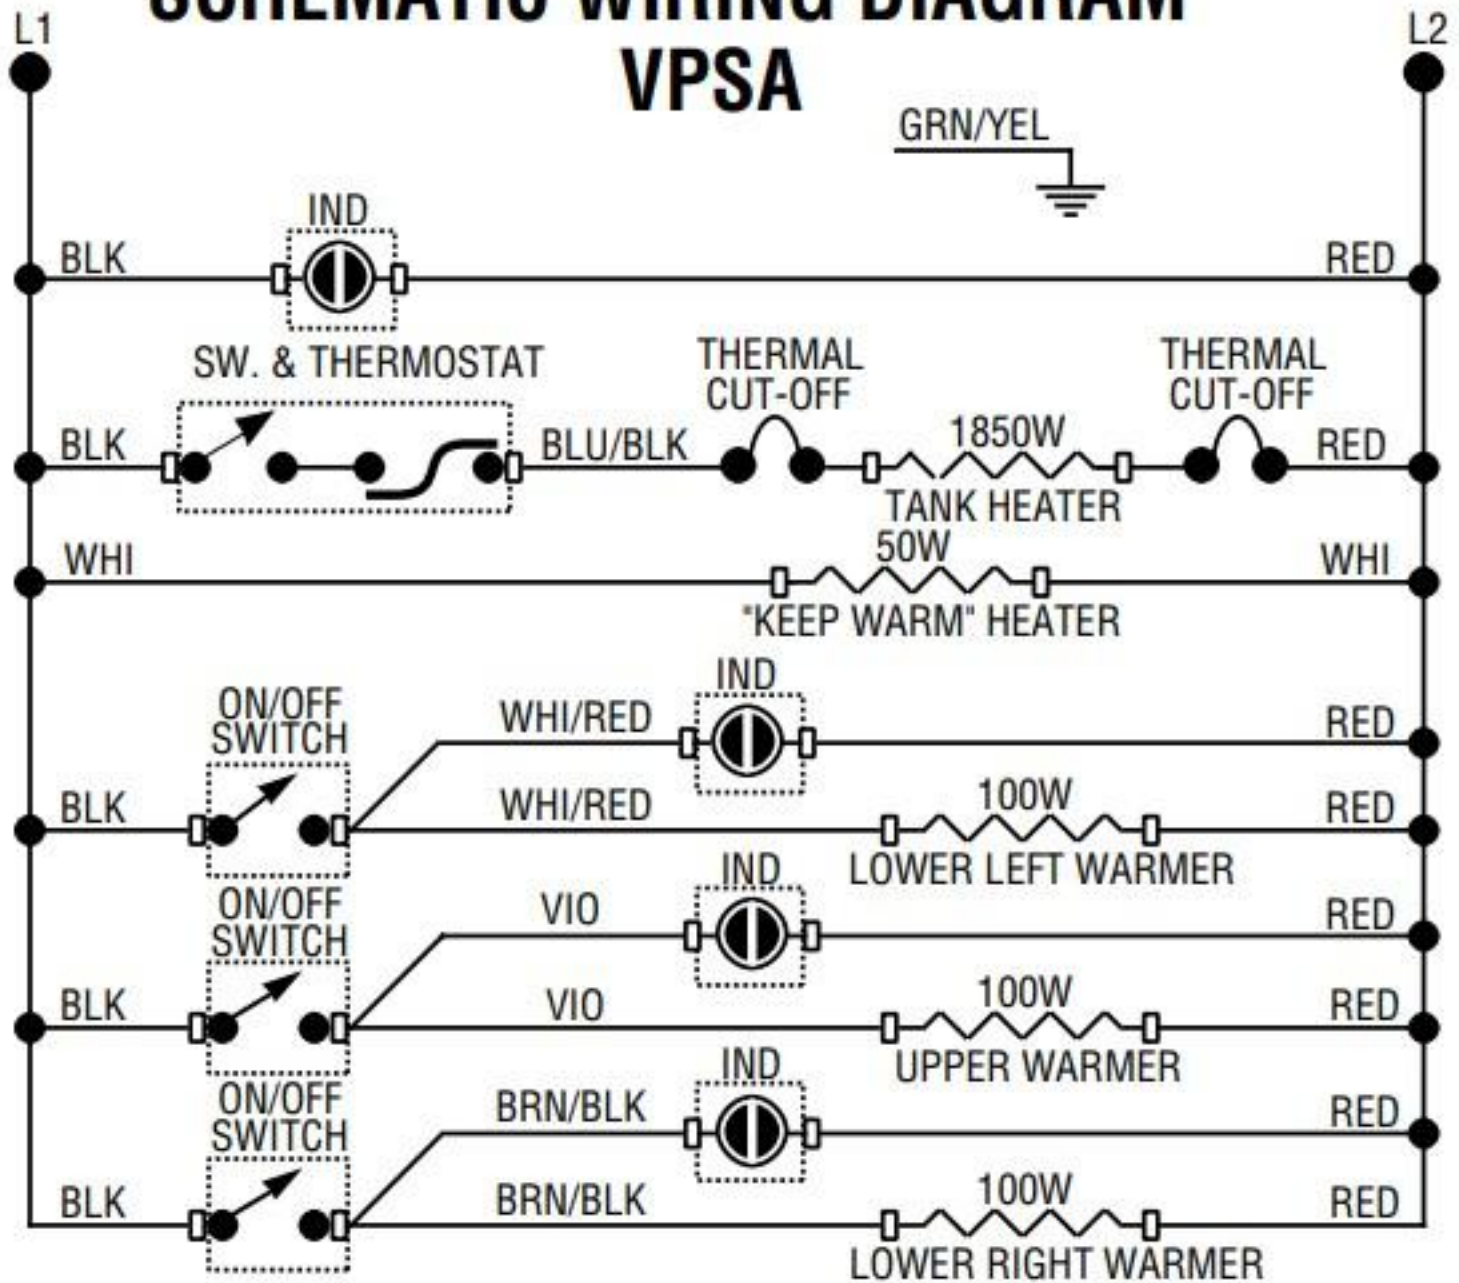 SCHEMATIC WIRING DIAGRAM
VPSA
L1
L2
GRN/YEL
IND
BLK
RED
SW. & THERMOSTAT
THERMAL
CUT-OFF
THERMAL
CUT-OFF
BLK
BLU/BLK
1850W
RED
TANK HEATER
WHI
50W
WHI
"KEEP WARM" HEATER
ON/OFF
SWITCH
WHI/RED
IND
RED
BLK
WHI/RED
100W
RED
LOWER LEFT WARMER
ON/OFF
SWITCH
VIO
IND
RED
BLK
VIO
100W
RED
UPPER WARMER
ON/OFF
SWITCH
BRN/BLK
IND
RED
BLK
BRN/BLK
100W
RED
LOWER RIGHT WARMER